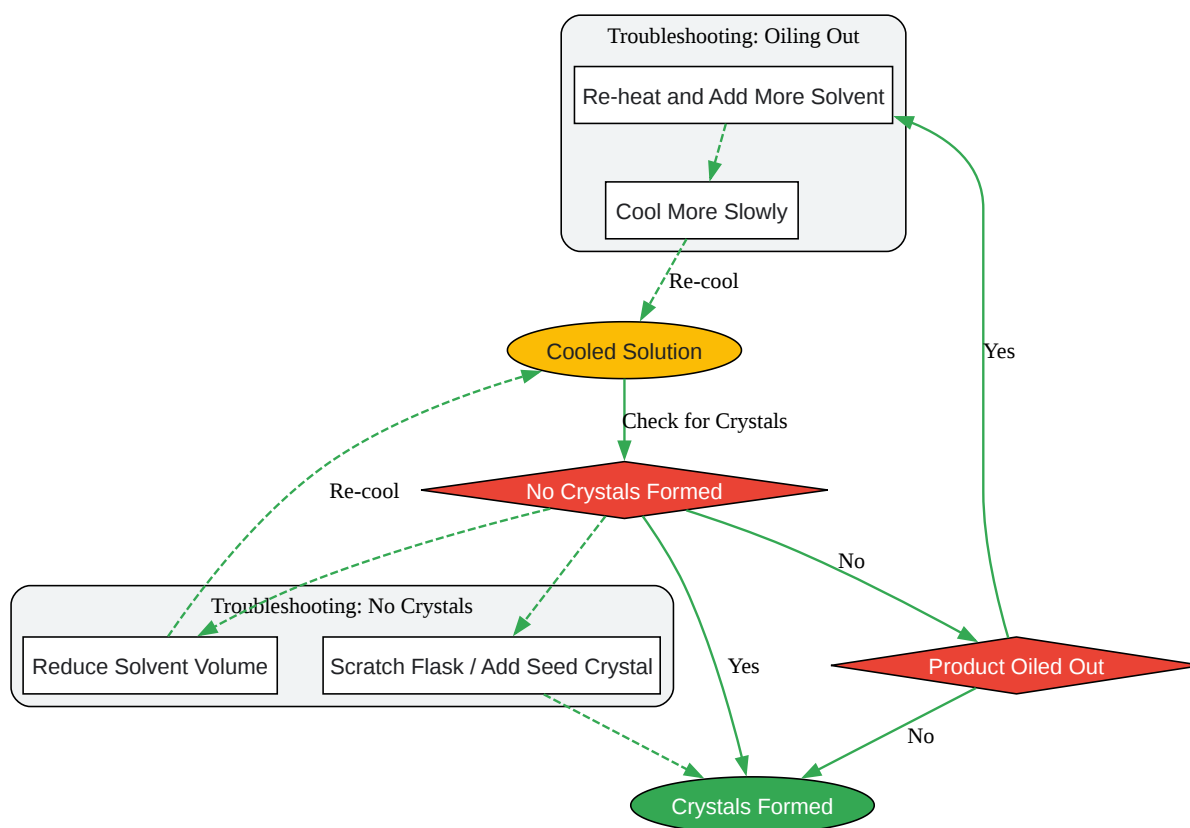 Troubleshooting: Oiling Out
Re-heat and Add More Solvent
Cool More Slowly
Re-cool
Cooled Solution
Yes
Check for Crystals
Re-cool
No Crystals Formed
No
Troubleshooting: No Crystals
Reduce Solvent Volume
Scratch Flask / Add Seed Crystal
Yes
Product Oiled Out
No
Crystals Formed